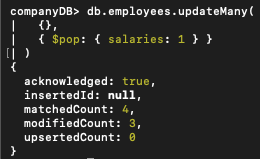 companyDB> db.employees.updateMany(
|   {},
|   { $pop: { salaries: 1 } }
| )
{
  acknowledged: true,
  insertedId: null,
  matchedCount: 4,
  modifiedCount: 3,
  upsertedCount: 0
}